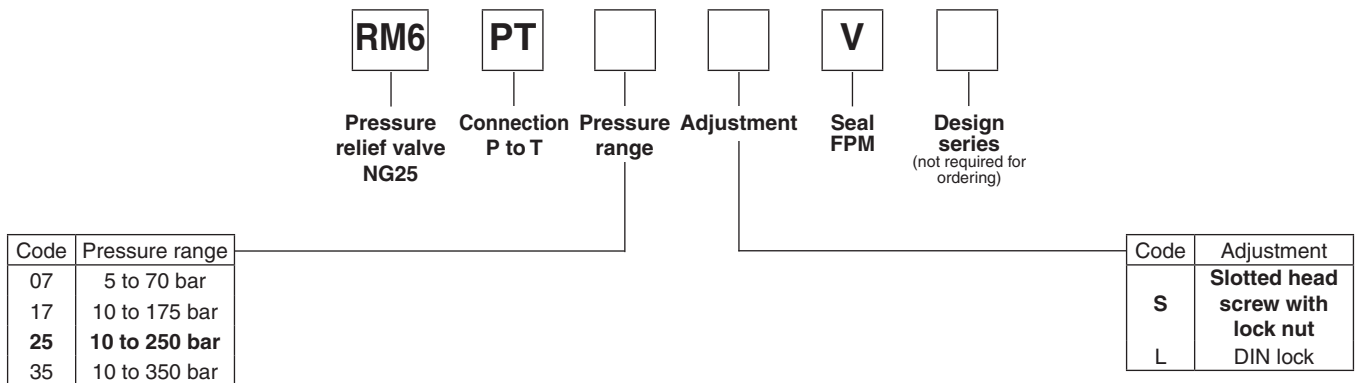 RM6 PT V
Pressure relief valve NG25
Connection P to T
Pressure range
Adjustment
Seal FPM
Design series
(not required for ordering)
Code Pressure range
07 5 to 70 bar
17 10 to 175 bar
25 10 to 250 bar
35 10 to 350 bar
Code Adjustment
S Slotted head screw with lock nut
L DIN lock